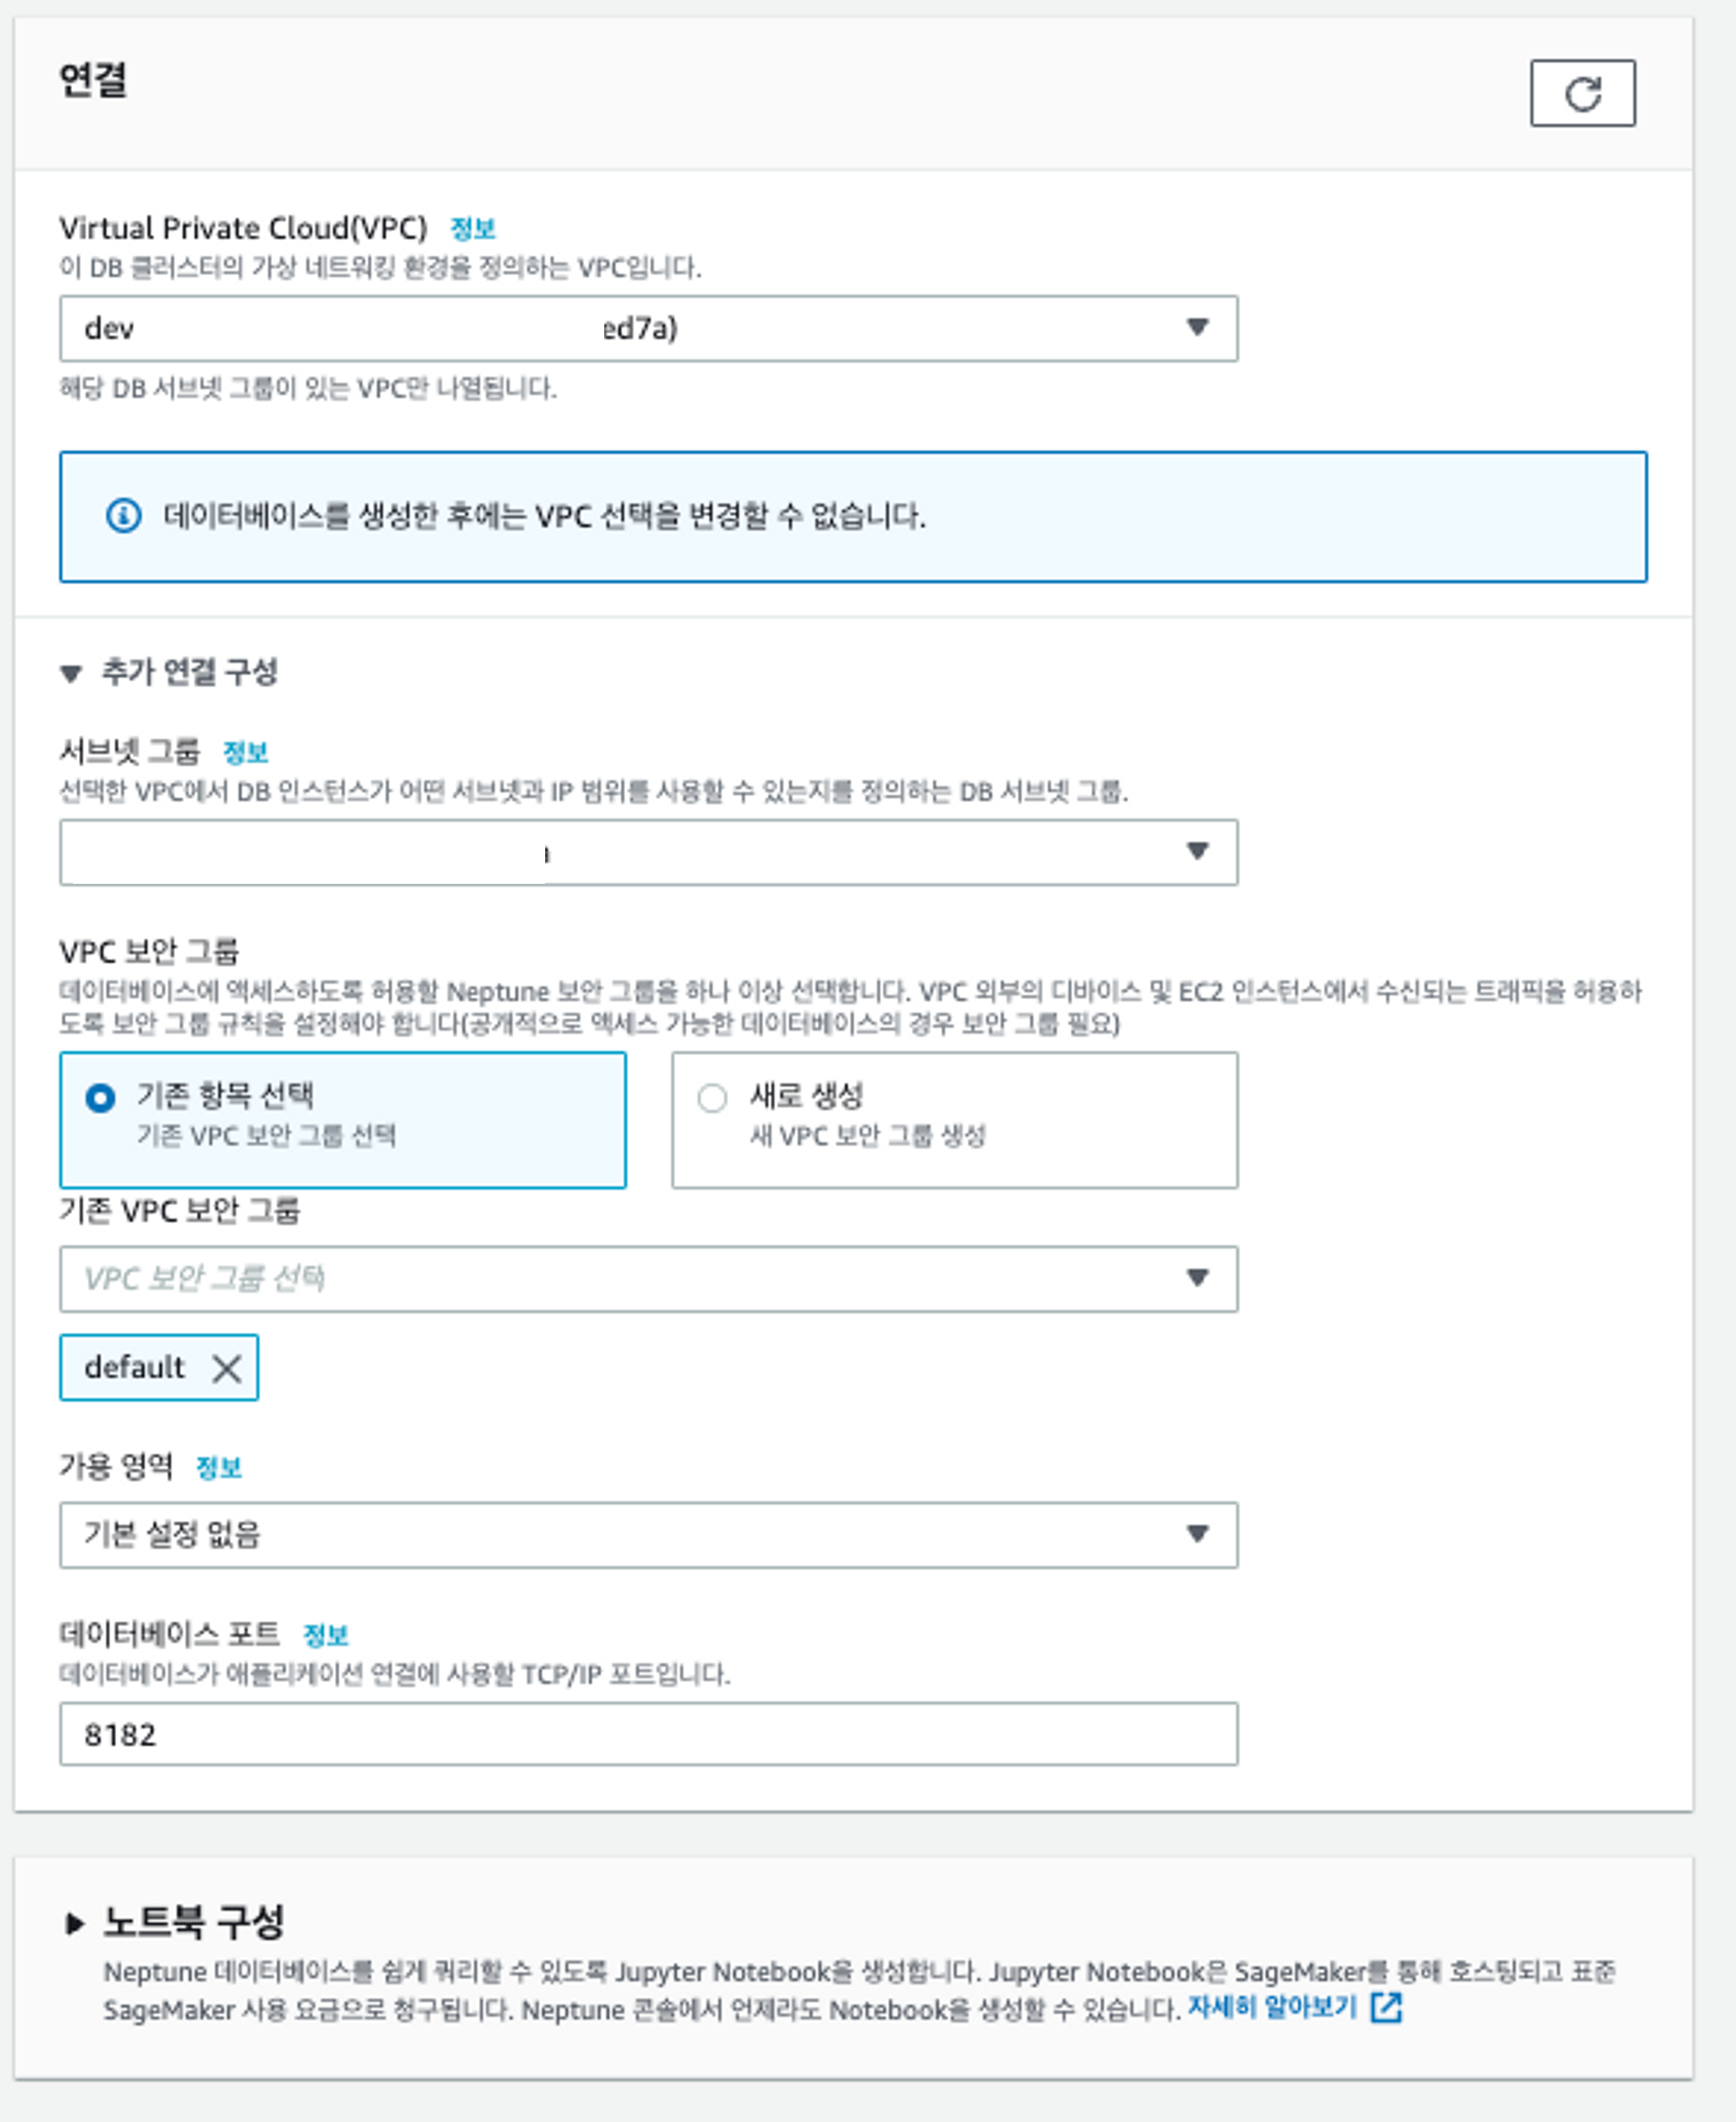 연결
Virtual Private Cloud(VPC) 정보
이 DB 클러스터의 가상 네트워킹 환경을 정의하는 VPC입니다.
dev ed7a)
해당 DB 서브넷 그룹이 있는 VPC만 나열됩니다.
데이터베이스를 생성한 후에는 VPC 선택을 변경할 수 없습니다.
추가 연결 구성
서브넷 그룹 정보
선택한 VPC에서 DB 인스턴스가 어떤 서브넷과 IP 범위를 사용할 수 있는지를 정의하는 DB 서브넷 그룹.
VPC 보안 그룹
데이터베이스에 액세스하도록 허용할 Neptune 보안 그룹을 하나 이상 선택합니다. VPC 외부의 디바이스 및 EC2 인스턴스에서 수신되는 트래픽을 허용하
도록 보안 그룹 규칙을 설정해야 합니다(공개적으로 액세스 가능한 데이터베이스의 경우 보안 그룹 필요)
기존 항목 선택
기존 VPC 보안 그룹 선택
새로 생성
새 VPC 보안 그룹 생성
기존 VPC 보안 그룹
VPC 보안 그룹 선택
default
가용 영역 정보
기본 설정 없음
데이터베이스 포트 정보
데이터베이스가 애플리케이션 연결에 사용할 TCP/IP 포트입니다.
8182
노트북 구성
Neptune 데이터베이스를 쉽게 쿼리할 수 있도록 Jupyter Notebook을 생성합니다. Jupyter Notebook은 SageMaker를 통해 호스팅되고 표준
SageMaker 사용 요금으로 청구됩니다. Neptune 콘솔에서 언제라도 Notebook을 생성할 수 있습니다. 자세히 알아보기